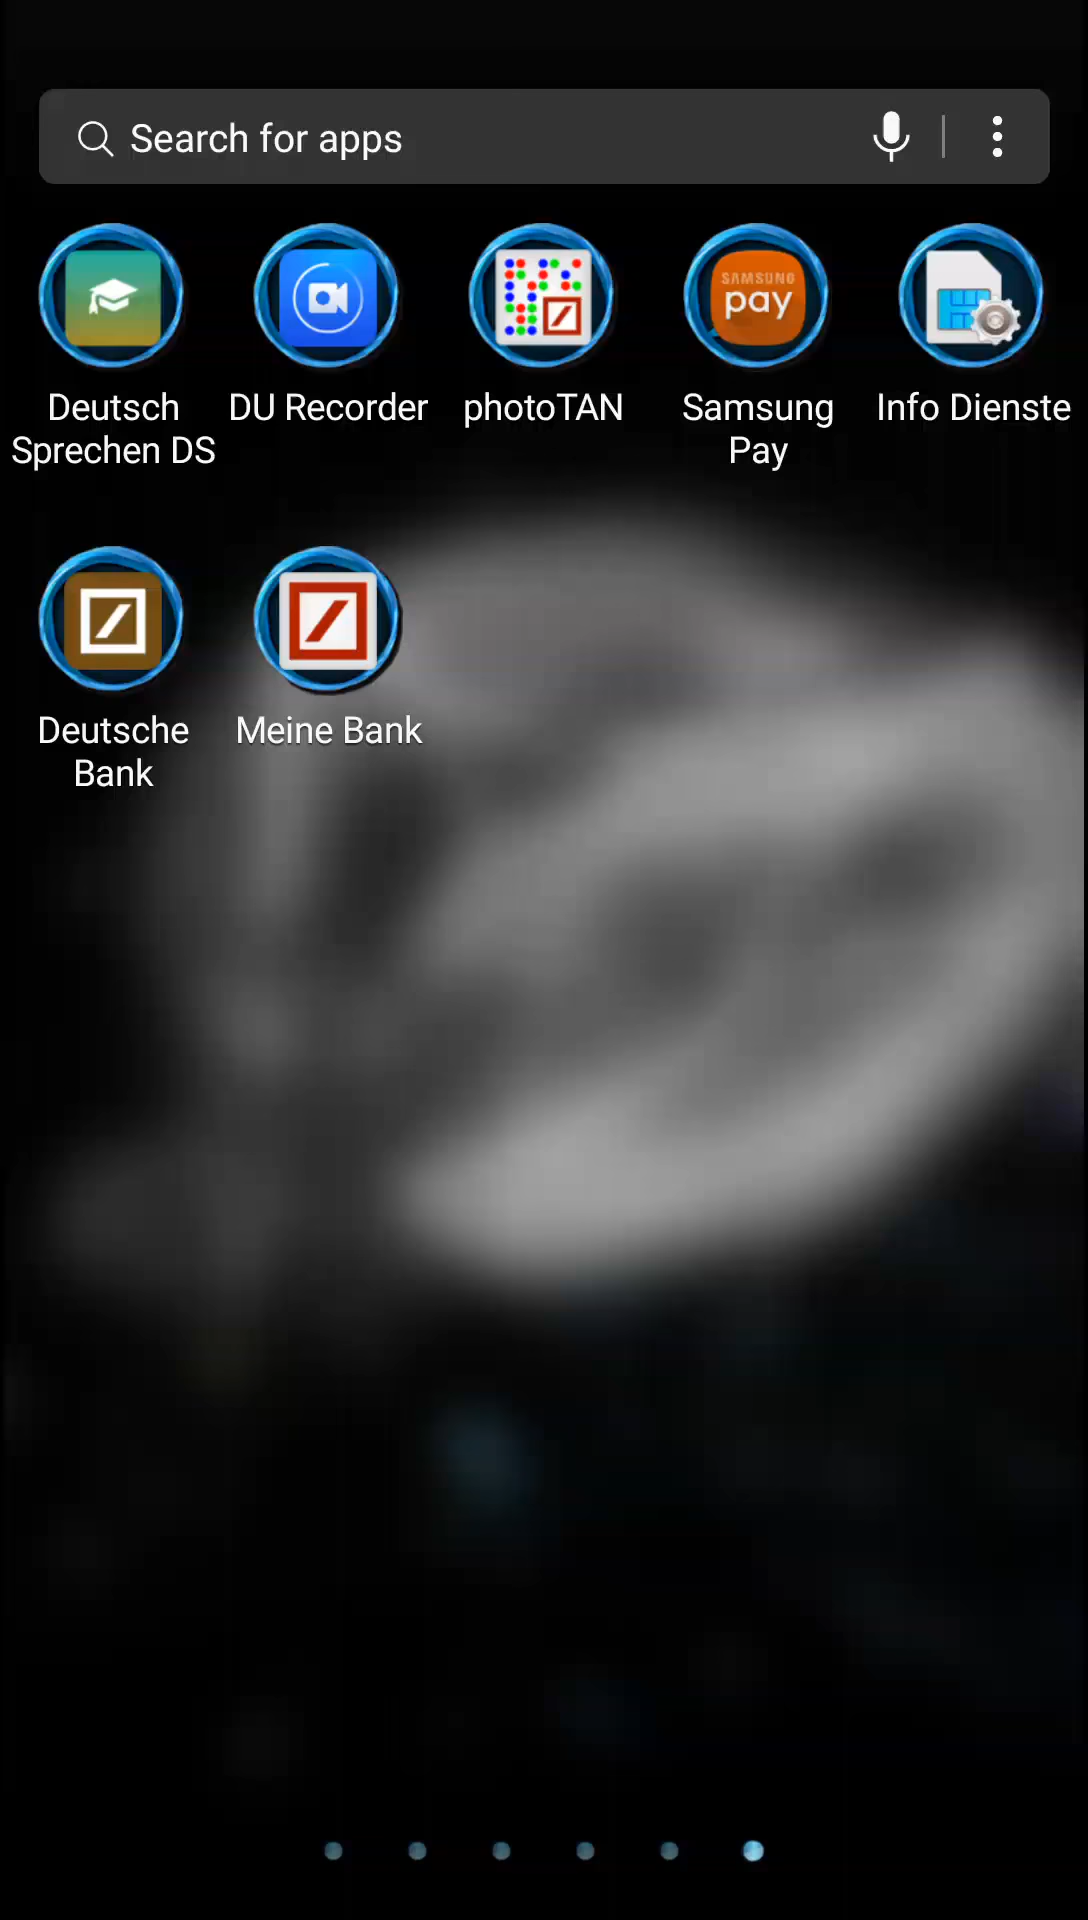 Search for apps
SAMSUNG
pay
Deutsch
Sprechen DS
DU Recorder
photoTAN
Samsung
Pay
Info Dienste
Deutsche
Bank
Meine Bank